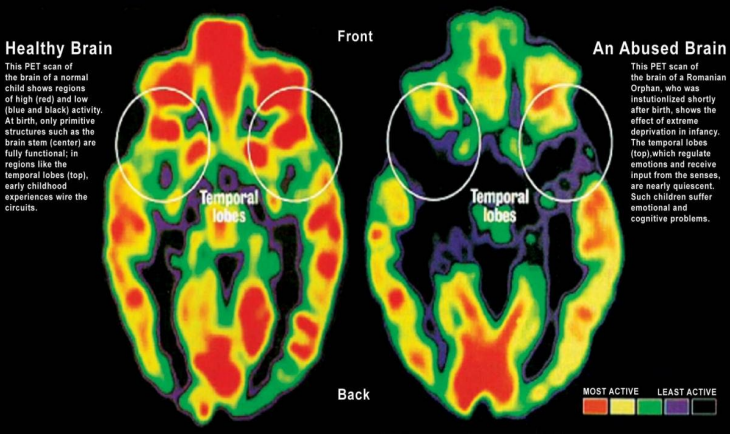 Healthy Brain
This PET scan of
the brain of a normal
child shows regions
of high (red) and low
(blue and black) activity.
At birth, only primitive
structures such as the
brain stem (center) are
fully functional; in
regions like the
temporal lobes (top),
early childhood
experiences wire the
circuits.
Front
Temporal
lobes
Back
An Abused Brain
This PET scan of
the brain of a Romanian
Orphan, who was
instutionlized shortly
after birth, shows the
effect of extreme
deprivation in infancy.
The temporal lobes
(top),which regulate
emotions and receive
input from the senses,
are nearly quiescent.
Such children suffer
emotional and
cognitive problems.
Temporal
lobes
MOST ACTIVE LEAST ACTIVE